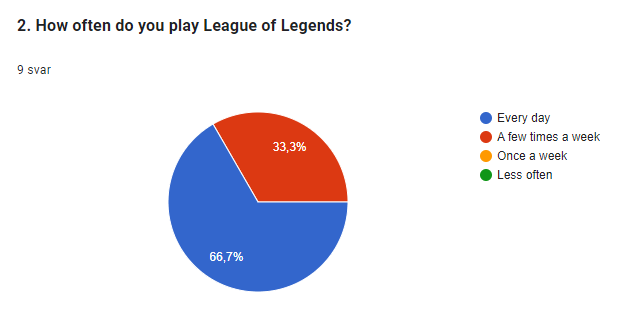 2. How often do you play League of Legends?
9 svar
Every day
A few times a week
Once a week
Less often
33,3%
66,7%